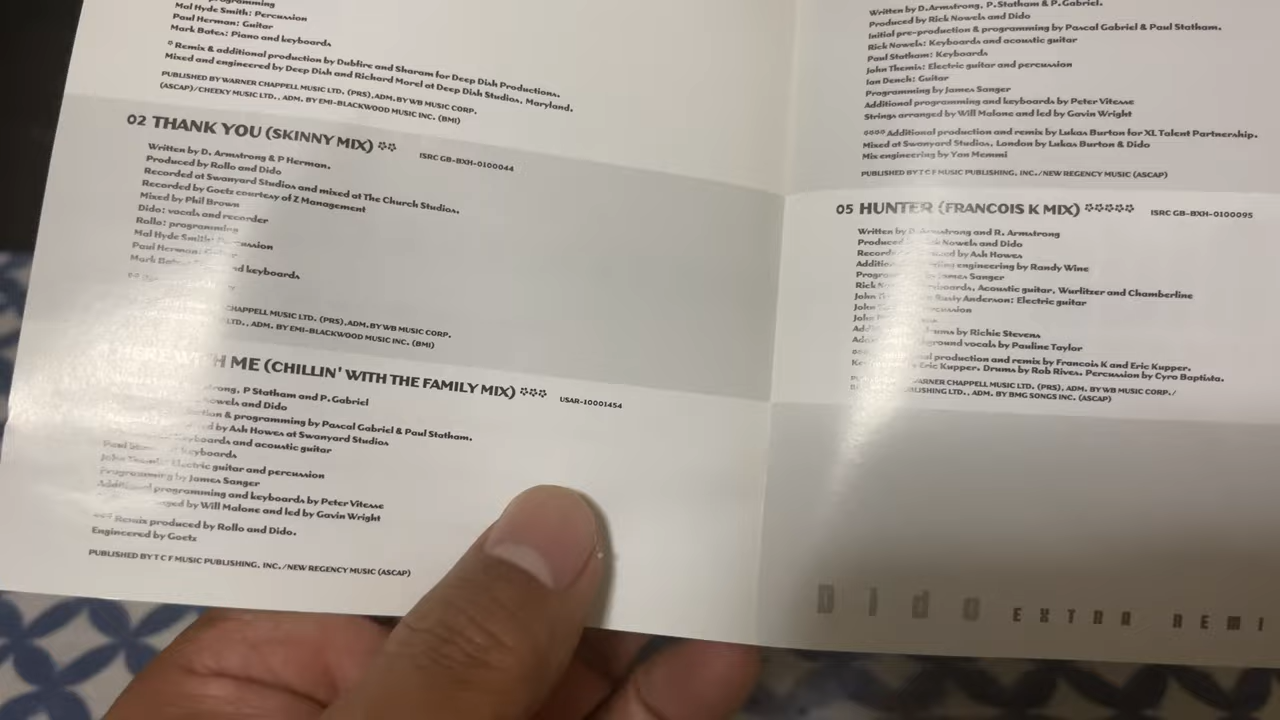 Mal Hyde Smith: Percussion
Paul Herman: Guitar
Mark Bates: Piano and keyboards
* Remix & additional production by Dubfire and Sharam for Deep Dish Productions.
Mixed and engineered by Deep Dish and Richard Morel at Deep Dish Studios, Maryland.
PUBLISHED BY WARNER CHAPPELL MUSIC LTD. (PRS), ADM. BY WB MUSIC CORP.
(ASCAP)/CHEEKY MUSIC LTD., ADM. BY EMI-BLACKWOOD MUSIC INC. (BMI)
02 THANK YOU (SKINNY MIX) ** ISRC GB-BXH-0100044
Written by D. Armstrong & P Herman.
Produced by Rollo and Dido
Recorded at Swanyard Studios and mixed at The Church Studios.
Recorded by Goetz courtesy of Z Management
Mixed by Phil Brown
Dido: vocals and recorder
Rollo: programming
Mal Hyde Smith: Percussion
Paul Herman: Guitar
Mark and keyboards
CHAPPELL MUSIC LTD. (PRS), ADM. BY WB MUSIC CORP.
LTD., ADM. BY EMI-BLACKWOOD MUSIC INC. (BMI)
ME (CHILLIN' WITH THE FAMILY MIX) *** USAR-10001454
P Statham and P. Gabriel
and Dido
& programming by Pascal Gabriel & Paul Statham.
by Ash Howes at Swanyard Studios
and acoustic guitar
keyboards
Electric guitar and percussion
Programming by James Sanger
Additional programming and keyboards by Peter Vitesse
by Will Malone and led by Gavin Wright
*** Remix produced by Rollo and Dido.
Engineered by Goetz
PUBLISHED BY T C F MUSIC PUBLISHING, INC./NEW REGENCY MUSIC (ASCAP)
Written by D. Armstrong, P. Statham & P. Gabriel.
Produced by Rick Nowels and Dido
Initial pre-production & programming by Pascal Gabriel & Paul Statham.
Rick Nowels: Keyboards and acoustic guitar
Paul Statham: Keyboards
John Themis: Electric guitar and percussion
Ian Dench: Guitar
Programming by James Sanger
Additional programming and keyboards by Peter Vitesse
Strings arranged by Will Malone and led by Gavin Wright
**** Additional production and remix by Lukas Burton for XL Talent Partnership.
Mixed at Swanyard Studios, London by Lukas Burton & Dido
Mix engineering by Yan Memmi
PUBLISHED BY T C F MUSIC PUBLISHING, INC./NEW REGENCY MUSIC (ASCAP)
05 HUNTER (FRANCOIS K MIX) ***** ISRC GB-BXH-0100095
Written by D. Armstrong and R. Armstrong
Produced Nowels and Dido
by Ash Howes
engineering by Randy Wine
James Sanger
Rick Acoustic guitar, Wurlitzer and Chamberline
John Rusty Anderson: Electric guitar
John
John
drums by Richie Stevens
vocals by Pauline Taylor
production and remix by Francois K and Eric Kupper.
Eric Kupper. Drums by Rob Rives. Percussion by Cyro Baptista.
WARNER CHAPPELL MUSIC LTD. (PRS), ADM. BY WB MUSIC CORP./
PUBLISHING LTD., ADM. BY BMG SONGS INC. (ASCAP)
Dido EXTRA REMI